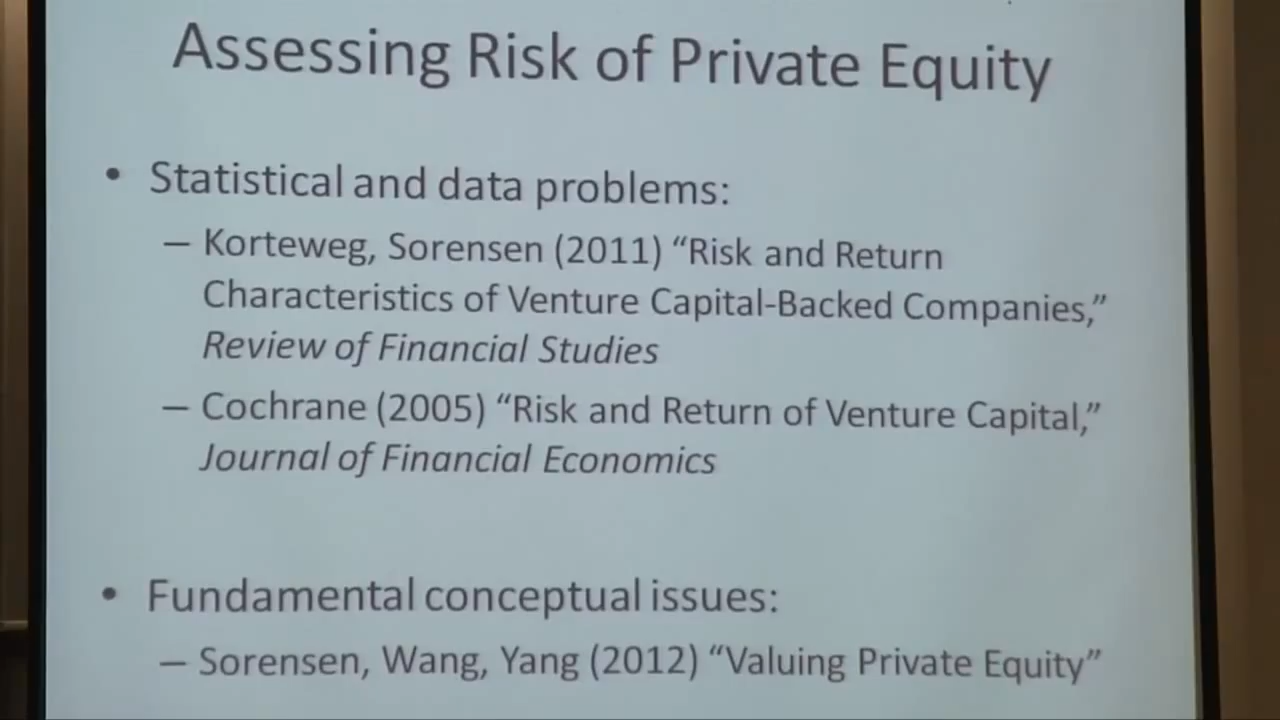 Assessing Risk of Private Equity
• Statistical and data problems:
– Korteweg, Sorensen (2011) “Risk and Return
Characteristics of Venture Capital-Backed Companies,”
Review of Financial Studies
– Cochrane (2005) “Risk and Return of Venture Capital,”
Journal of Financial Economics
• Fundamental conceptual issues:
– Sorensen, Wang, Yang (2012) “Valuing Private Equity”